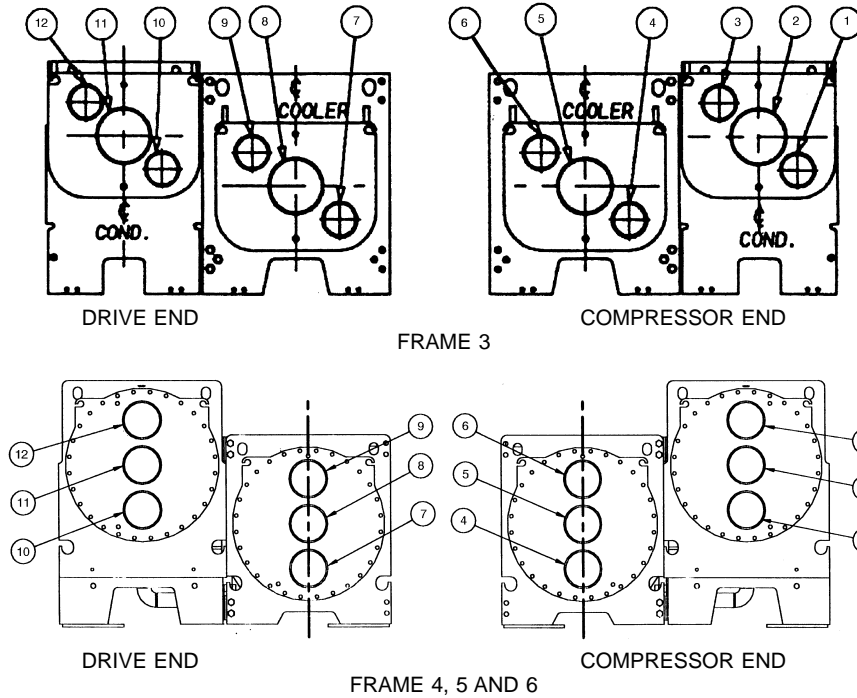 12 11 10 9 8 7 6 5 4 3 2 1
℄ COOLER ℄ COOLER
℄ COND. ℄ COND.
DRIVE END COMPRESSOR END
FRAME 3
12 11 10 9 8 7 6 5 4
DRIVE END COMPRESSOR END
FRAME 4, 5 AND 6